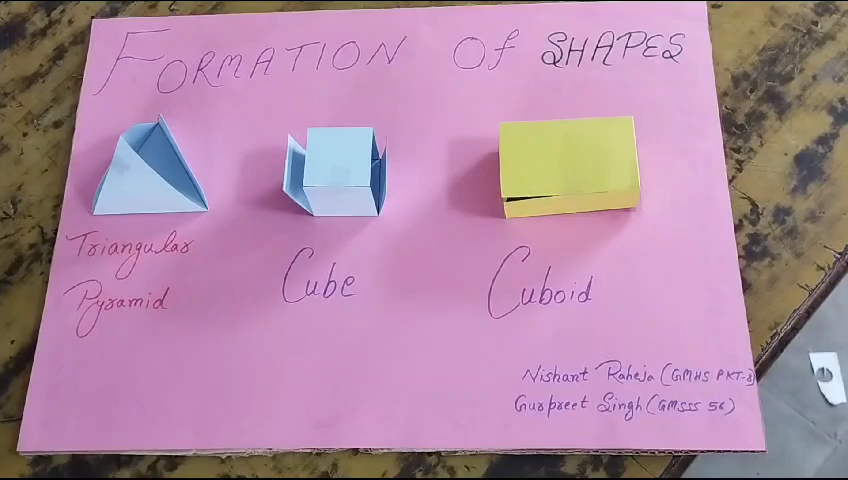 FORMATION OF SHAPES
Triangular
Pyramid
Cube
Cuboid
Nishant Raheja (GMHS PKT-8)
Gurpreet Singh (GMSSS 56)